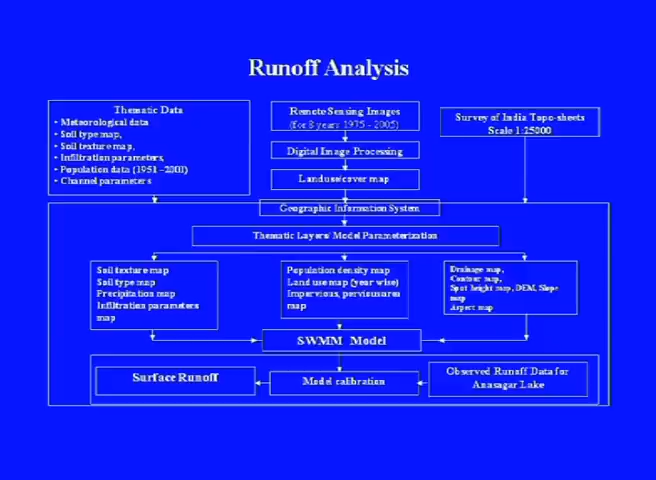 Runoff Analysis
Thematic Data
• Meteorological data
• Soil type map,
• Soil texture map,
• Infiltration parameters,
• Population data (1951 -2001)
• Channel parameters
Remote Sensing Images
(for 8 years 1975 - 2005)
Survey of India Topo-sheets
Scale 1:25000
Digital Image Processing
Landuse/cover map
Geographic Information System
Thematic Layers/ Model Parameterization
Soil texture map
Soil type map
Precipitation map
Infiltration parameters
map
Population density map
Land use map (year wise)
Impervious, pervious area
map
Drainage map,
Contour map,
Spot height map, DEM, Slope
map
Aspect map
SWMM Model
Surface Runoff
Model calibration
Observed Runoff Data for
Anasagar Lake